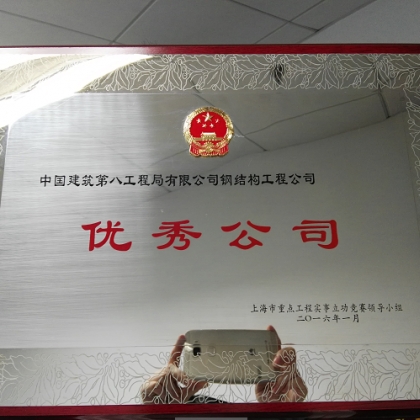 中国建筑第八工程局有限公司钢结构工程公司
优秀公司
上海市重点工程实事立功竞赛领导小组
二〇一六年一月